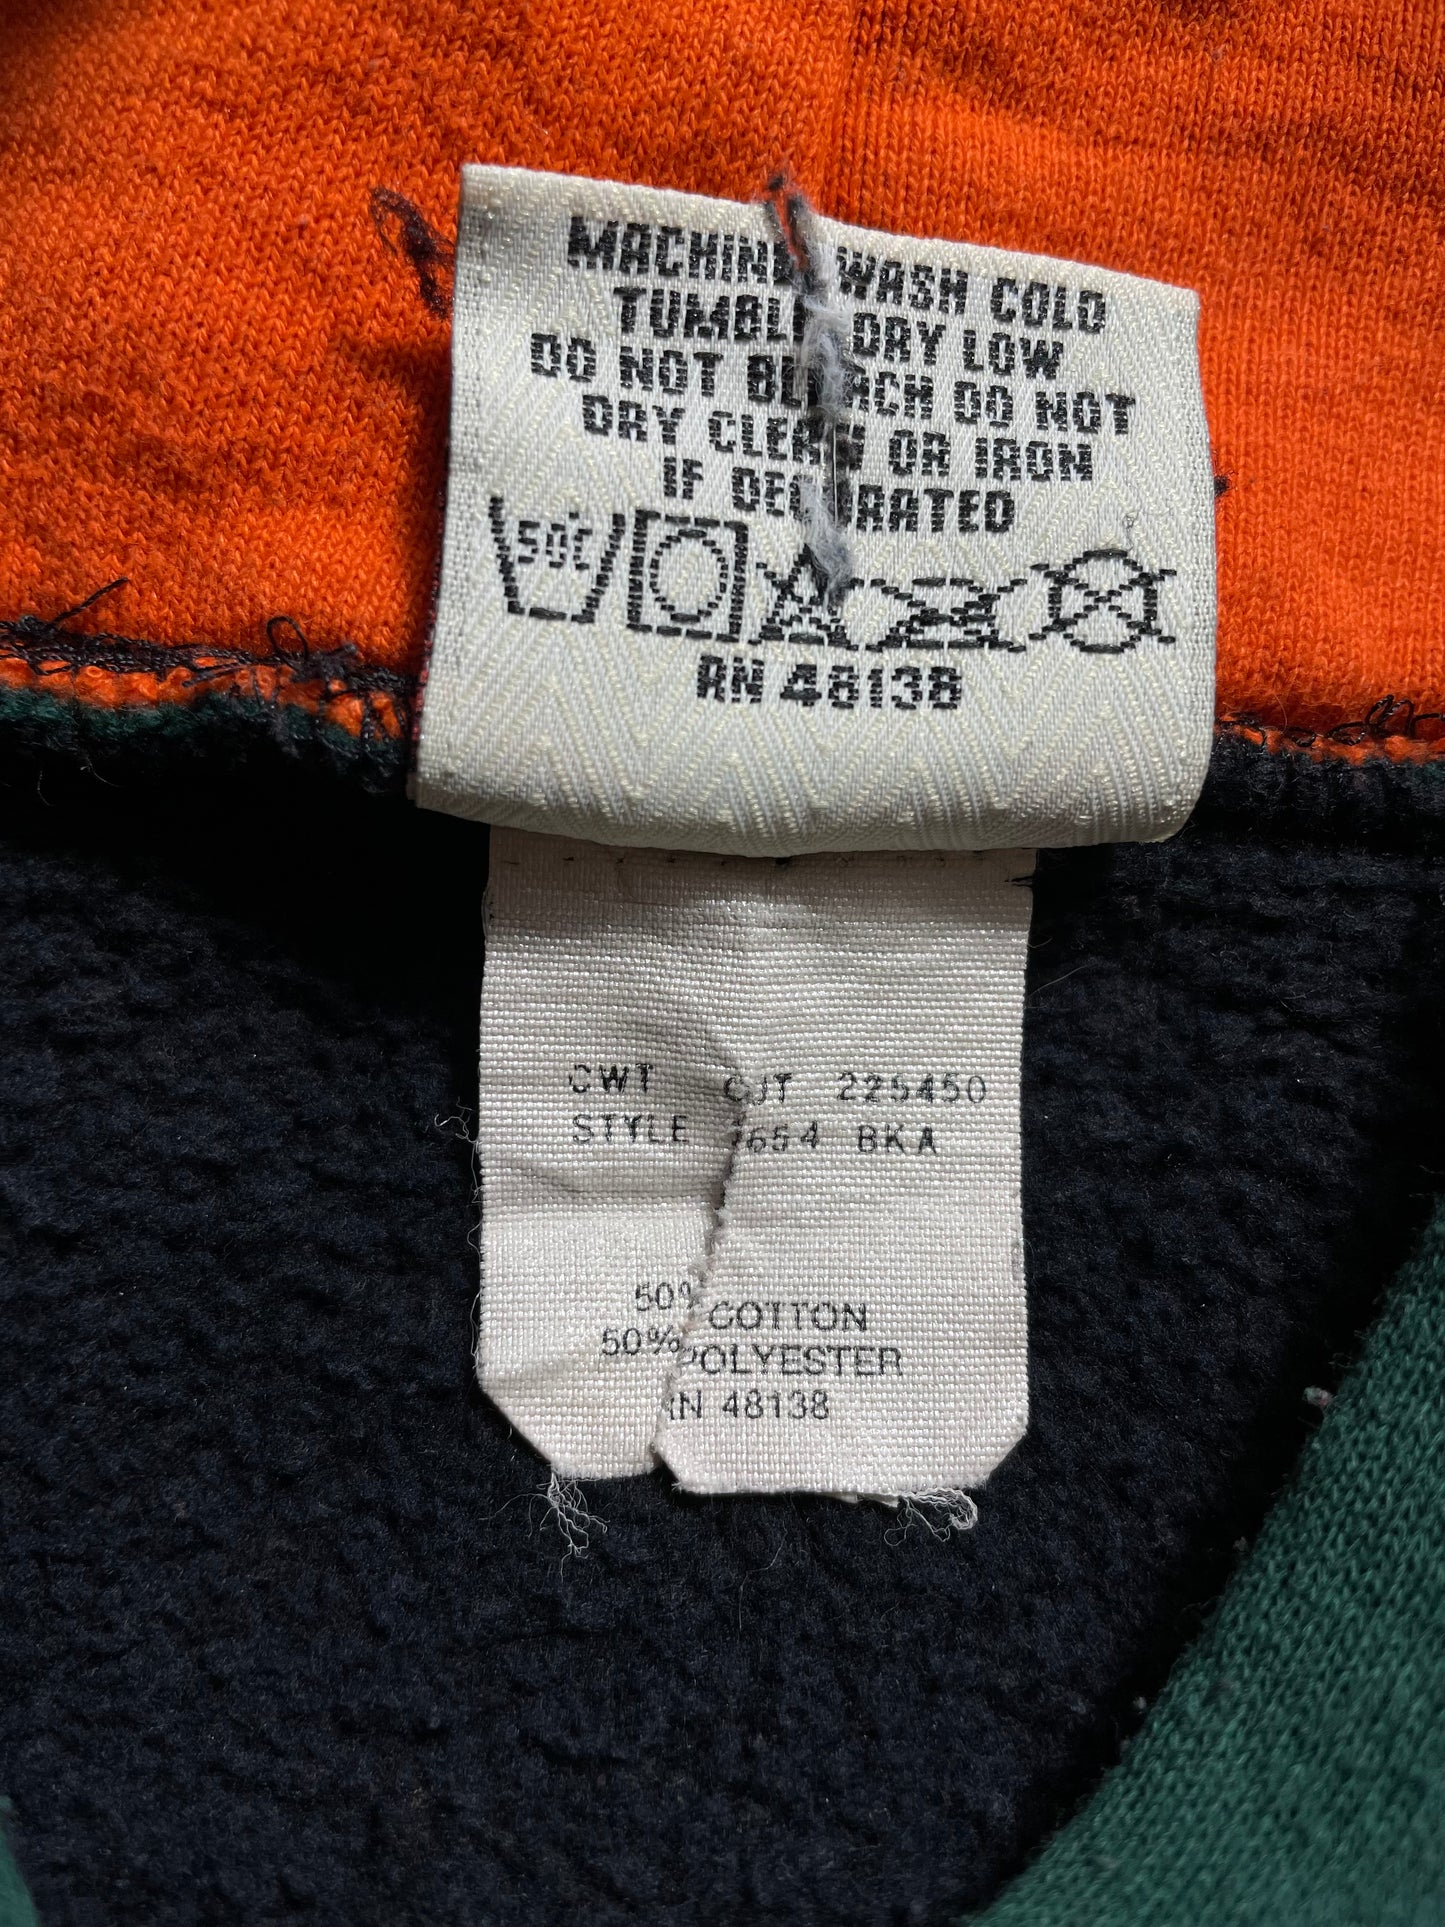 MACHINE WASH COLD
TUMBLE DRY LOW
DO NOT BLEACH DO NOT
DRY CLEAN OR IRON
IF DECORATED
50°C
RN 48138
CWT CUT 225450
STYLE 1654 BKA
50% COTTON
50% POLYESTER
RN 48138